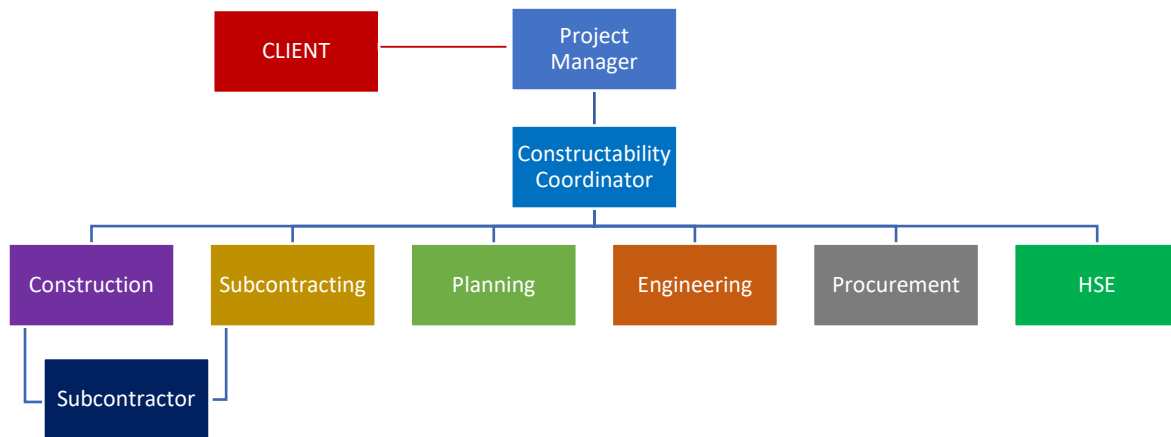 CLIENT
Project
Manager
Constructability
Coordinator
Construction
Subcontracting
Planning
Engineering
Procurement
HSE
Subcontractor